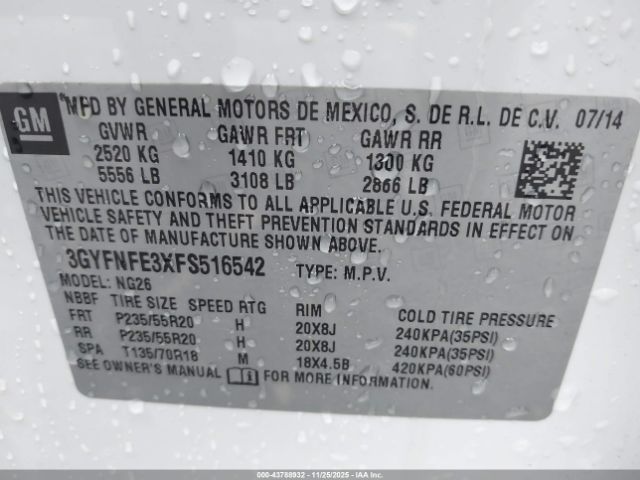 GM
MFD BY GENERAL MOTORS DE MEXICO, S. DE R.L. DE C.V. 07/14
GVWR GAWR FRT GAWR RR
2520 KG 1410 KG 1300 KG
5556 LB 3108 LB 2866 LB
THIS VEHICLE CONFORMS TO ALL APPLICABLE U.S. FEDERAL MOTOR
VEHICLE SAFETY AND THEFT PREVENTION STANDARDS IN EFFECT ON
THE DATE OF MANUFACTURE SHOWN ABOVE.
3GYFNFE3XFS516542 TYPE: M.P.V.
MODEL: NG26
NBBF TIRE SIZE SPEED RTG RIM COLD TIRE PRESSURE
FRT P235/55R20 H 20X8J 240KPA(35PSI)
RR P235/55R20 H 20X8J 240KPA(35PSI)
SPA T135/70R18 M 18X4.5B 420KPA(60PSI)
SEE OWNER'S MANUAL FOR MORE INFORMATION.
000-43788932 - 11/25/2025 - IAA Inc.